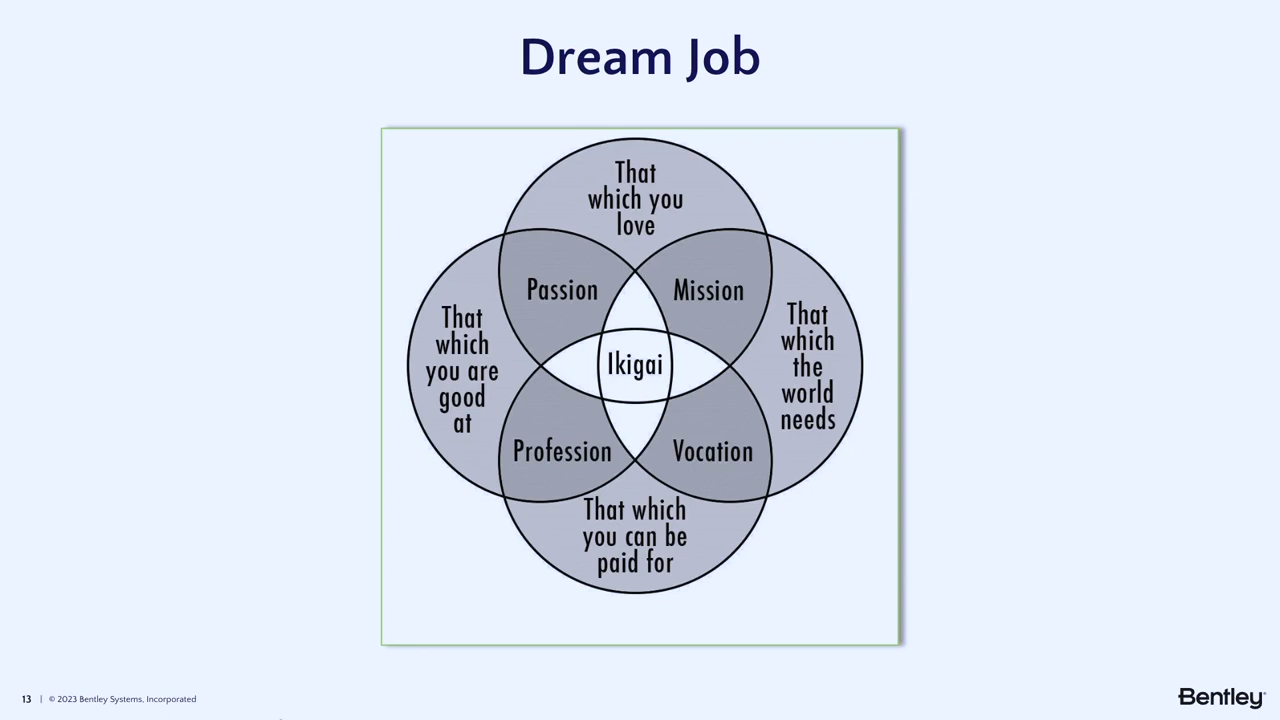 Dream Job
That
which you
love
Passion
Mission
That
which
you are
good
at
Ikigai
That
which
the
world
needs
Profession
Vocation
That which
you can be
paid for
13 | © 2023 Bentley Systems, Incorporated
Bentley®